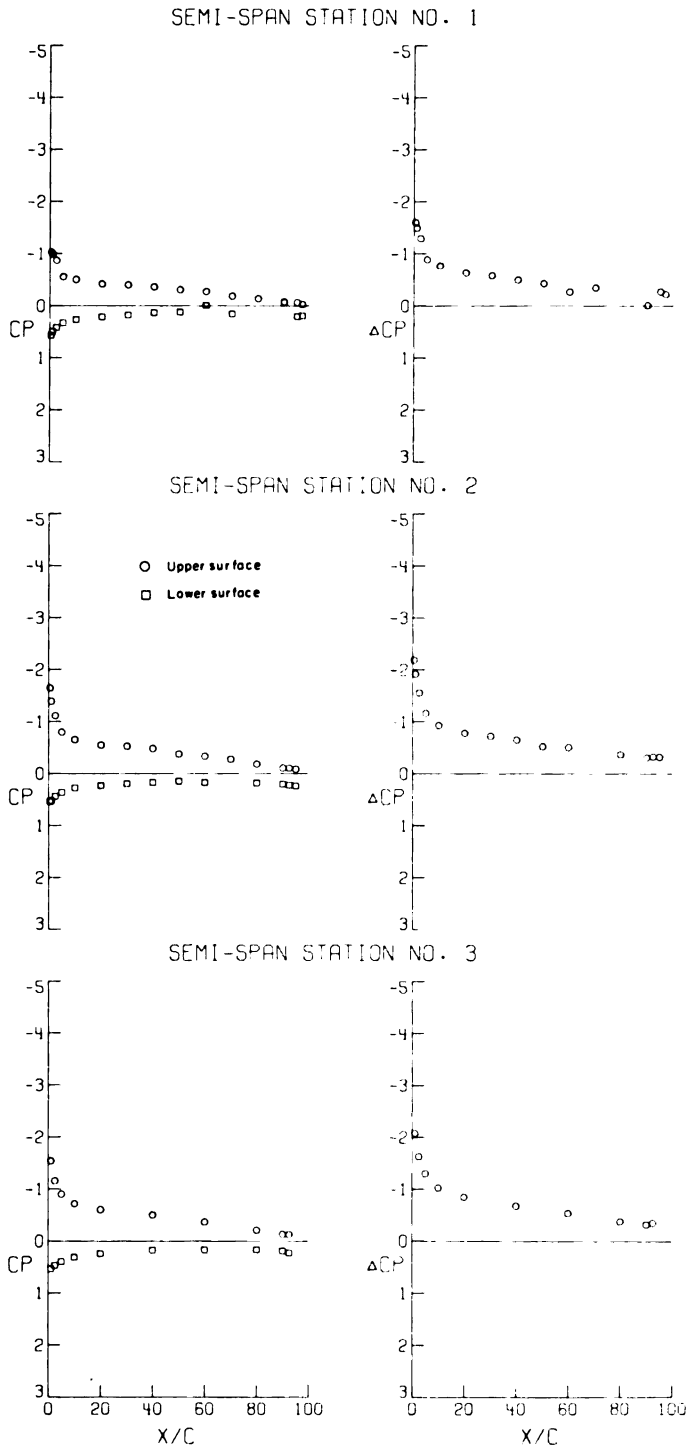 SEMI-SPAN STATION NO. 1
-5 -5
-4 -4
-3 -3
-2 -2
-1 -1
0 0
CP ΔCP
1 1
2 2
3 3
SEMI-SPAN STATION NO. 2
-5 -5
-4 -4
Upper surface
Lower surface
-3 -3
-2 -2
-1 -1
0 0
CP ΔCP
1 1
2 2
3 3
SEMI-SPAN STATION NO. 3
-5 -5
-4 -4
-3 -3
-2 -2
-1 -1
0 0
CP ΔCP
1 1
2 2
3 3
0 20 40 60 80 100 0 20 40 60 80 100
X/C X/C